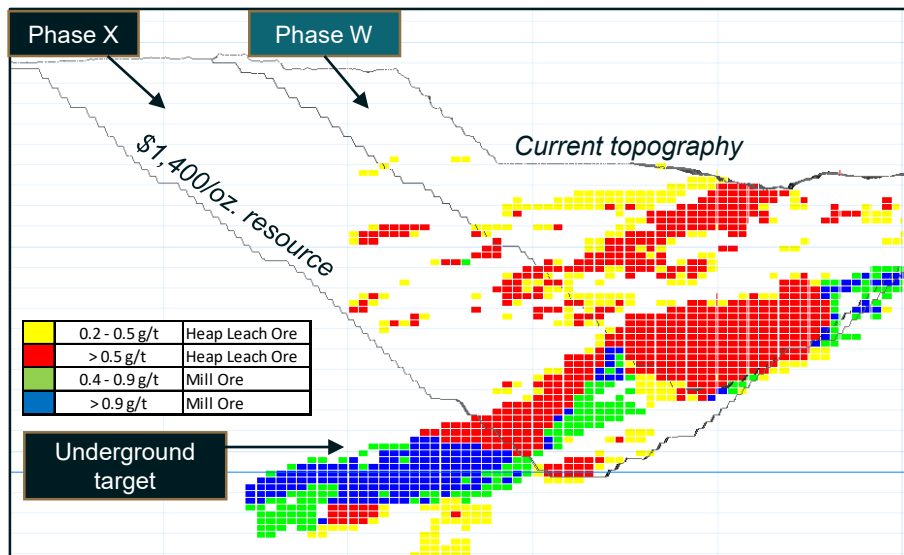 Phase X
Phase W
Current topography
$1,400/oz. resource
0.2 - 0.5 g/t Heap Leach Ore
> 0.5 g/t Heap Leach Ore
0.4 - 0.9 g/t Mill Ore
> 0.9 g/t Mill Ore
Underground
target